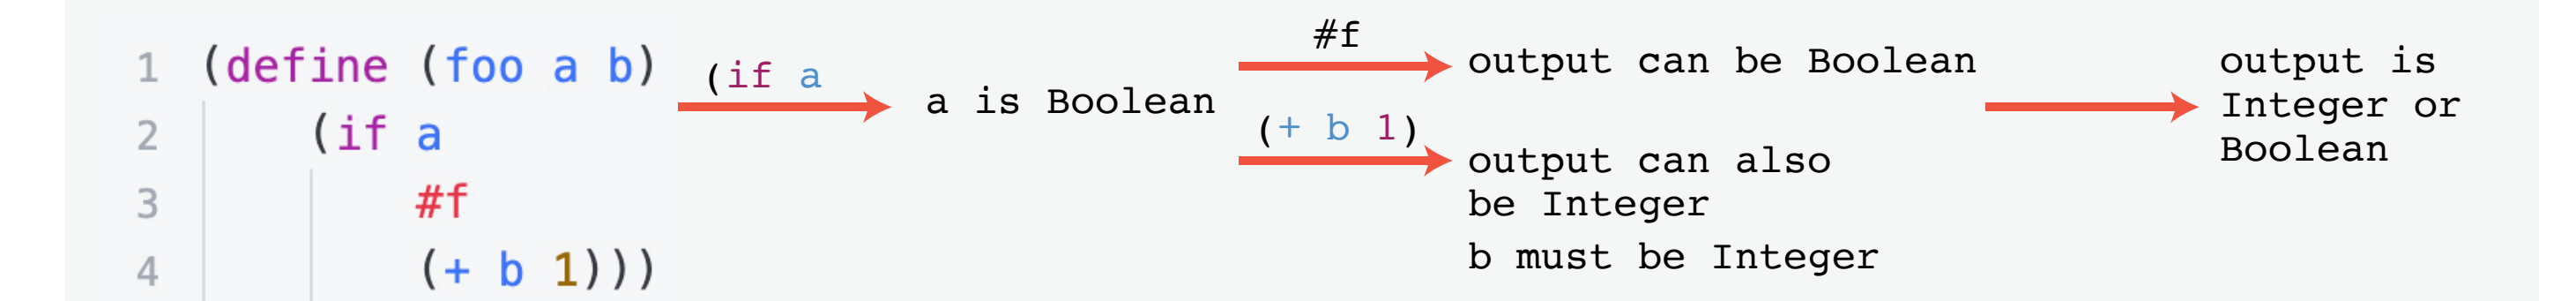 1 (define (foo a b)
2 (if a
3 #f
4 (+ b 1)))
(if a
a is Boolean
#f
output can be Boolean
(+ b 1)
output can also
be Integer
b must be Integer
output is
Integer or
Boolean